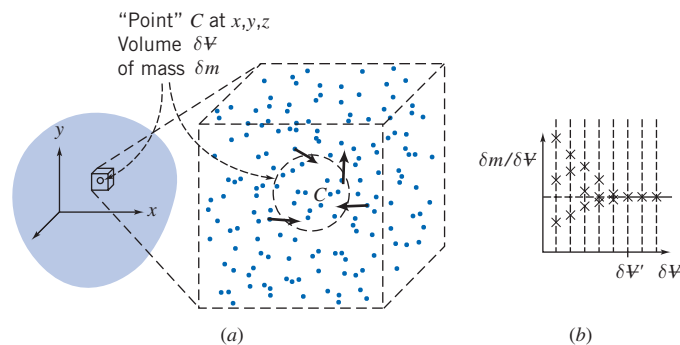 “Point” C at x,y,z
Volume δV̶
of mass δm
y
x
C
δm/δV̶
δV̶′ δV̶
(a)
(b)